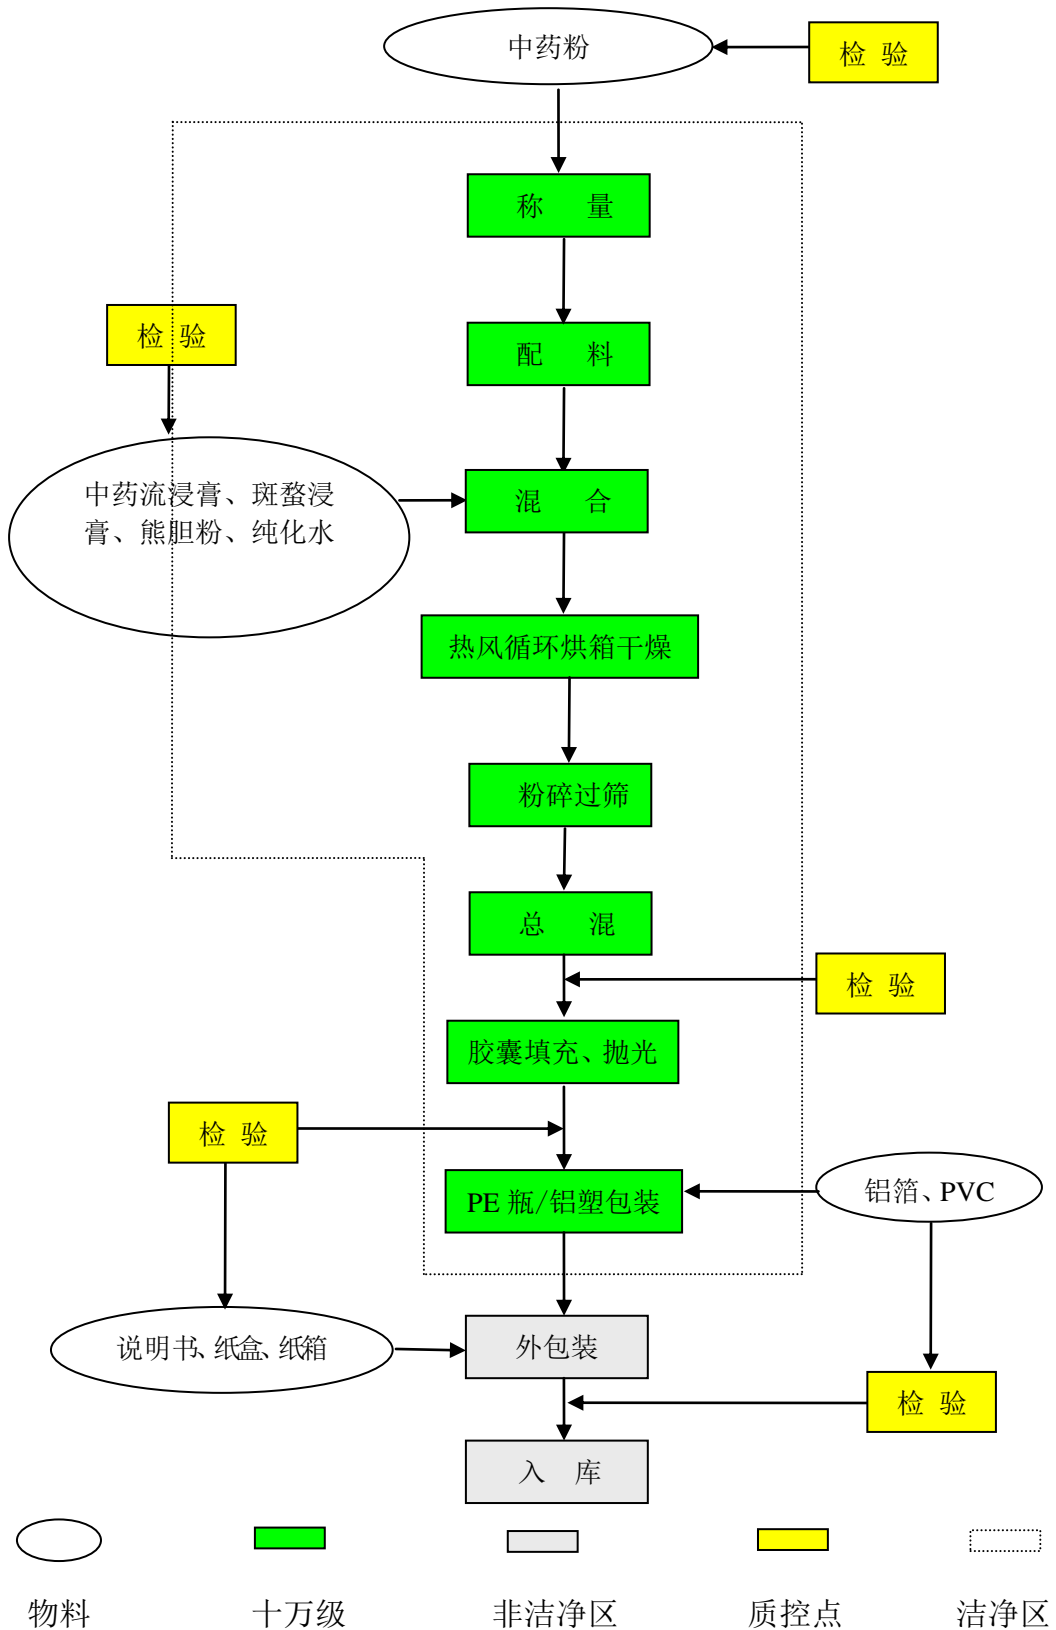 中药粉
检 验
称 量
配 料
检 验
中药流浸膏、斑蝥浸
膏、熊胆粉、纯化水
混 合
热风循环烘箱干燥
粉碎过筛
总 混
检 验
胶囊填充、抛光
检 验
PE 瓶/铝塑包装
铝箔、PVC
说明书、纸盒、纸箱
外包装
检 验
入 库
物料
十万级
非洁净区
质控点
洁净区